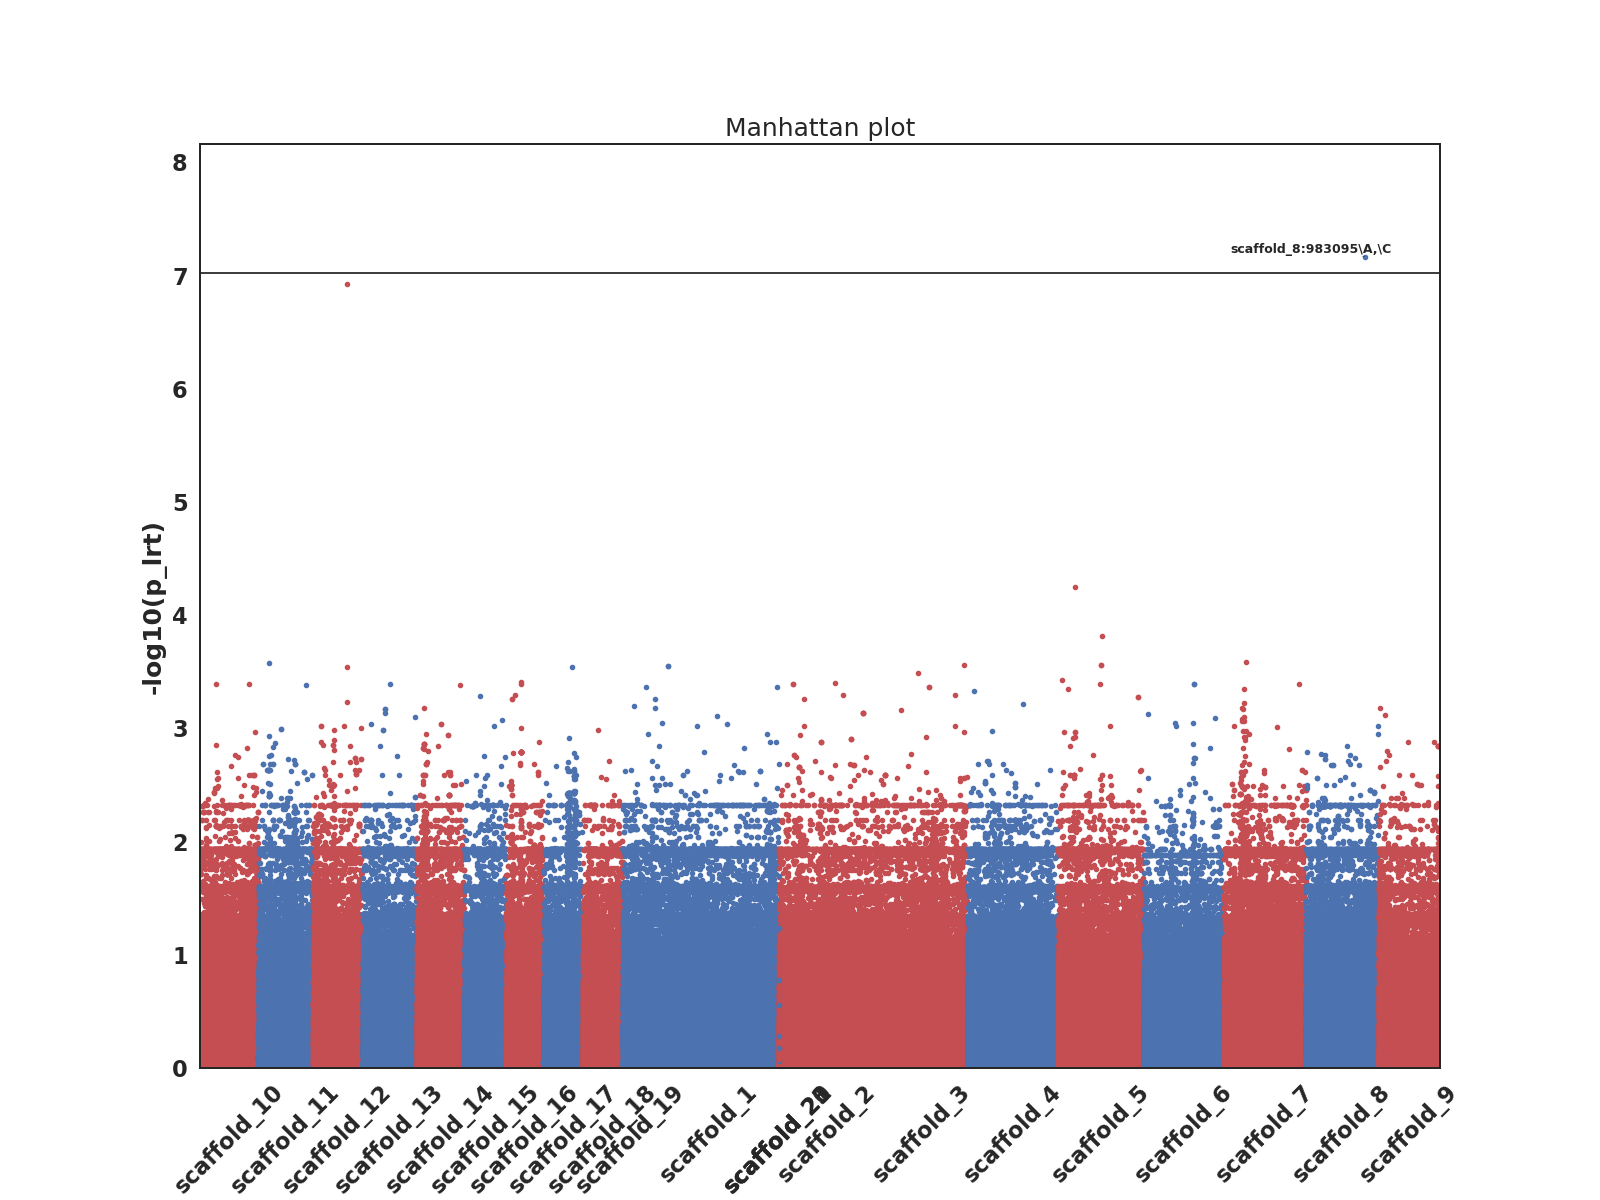 Manhattan plot
8
scaffold_8:983095\A,\C
7
6
5
4
3
2
1
0
-log10(p_lrt)
scaffold_10
scaffold_11
scaffold_12
scaffold_13
scaffold_14
scaffold_15
scaffold_16
scaffold_17
scaffold_18
scaffold_19
scaffold_1
scaffold_2
scaffold_3
scaffold_4
scaffold_5
scaffold_6
scaffold_7
scaffold_8
scaffold_9